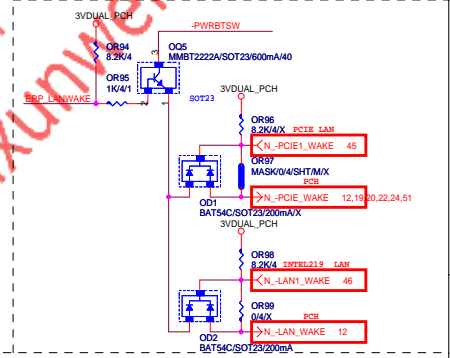 3VDUAL_PCH
-PWRBTSW
OR94
8.2K/4
OQ5
MMBT2222A/SOT23/600mA/40
3
OR95
1K/4/1
ERP_LANWAKE
2
1
SOT23
3VDUAL_PCH
OR96
8.2K/4/X
PCIE LAN
N_-PCIE1_WAKE 45
OR97
MASK/0/4/SHT/M/X
PCH
N_-PCIE_WAKE 12,19,20,22,24,51
OD1
BAT54C/SOT23/200mA/X
3VDUAL_PCH
OR98
8.2K/4
INTEL219 LAN
N_-LAN1_WAKE 46
OR99
0/4/X
PCH
N_-LAN_WAKE 12
OD2
BAT54C/SOT23/200mA